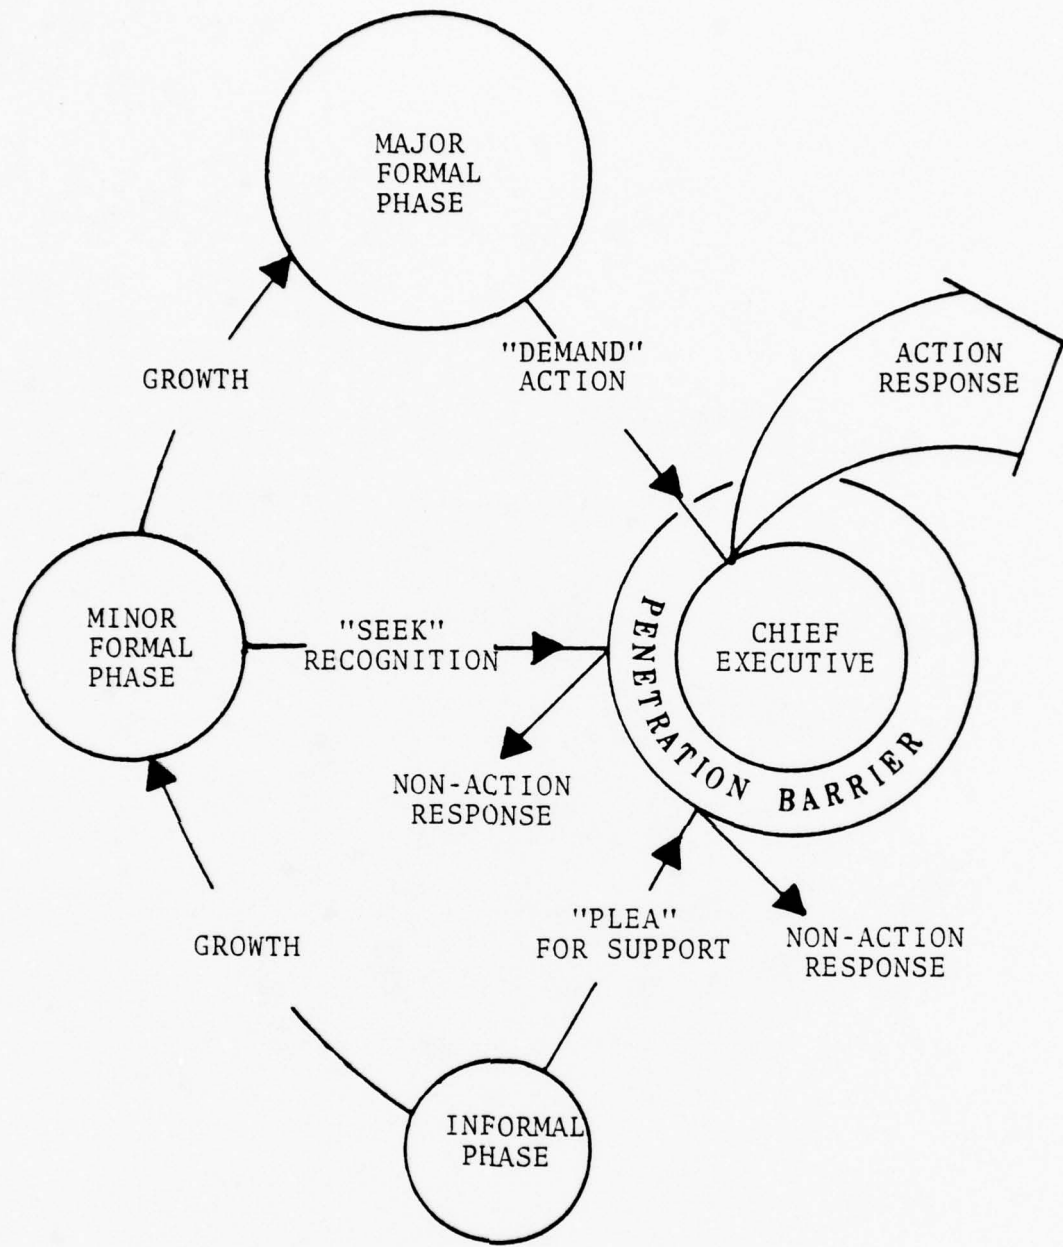 MAJOR
FORMAL
PHASE
"DEMAND"
ACTION
ACTION
RESPONSE
GROWTH
MINOR
FORMAL
PHASE
"SEEK"
RECOGNITION
PENETRATION BARRIER
CHIEF
EXECUTIVE
NON-ACTION
RESPONSE
GROWTH
"PLEA"
FOR SUPPORT
NON-ACTION
RESPONSE
INFORMAL
PHASE